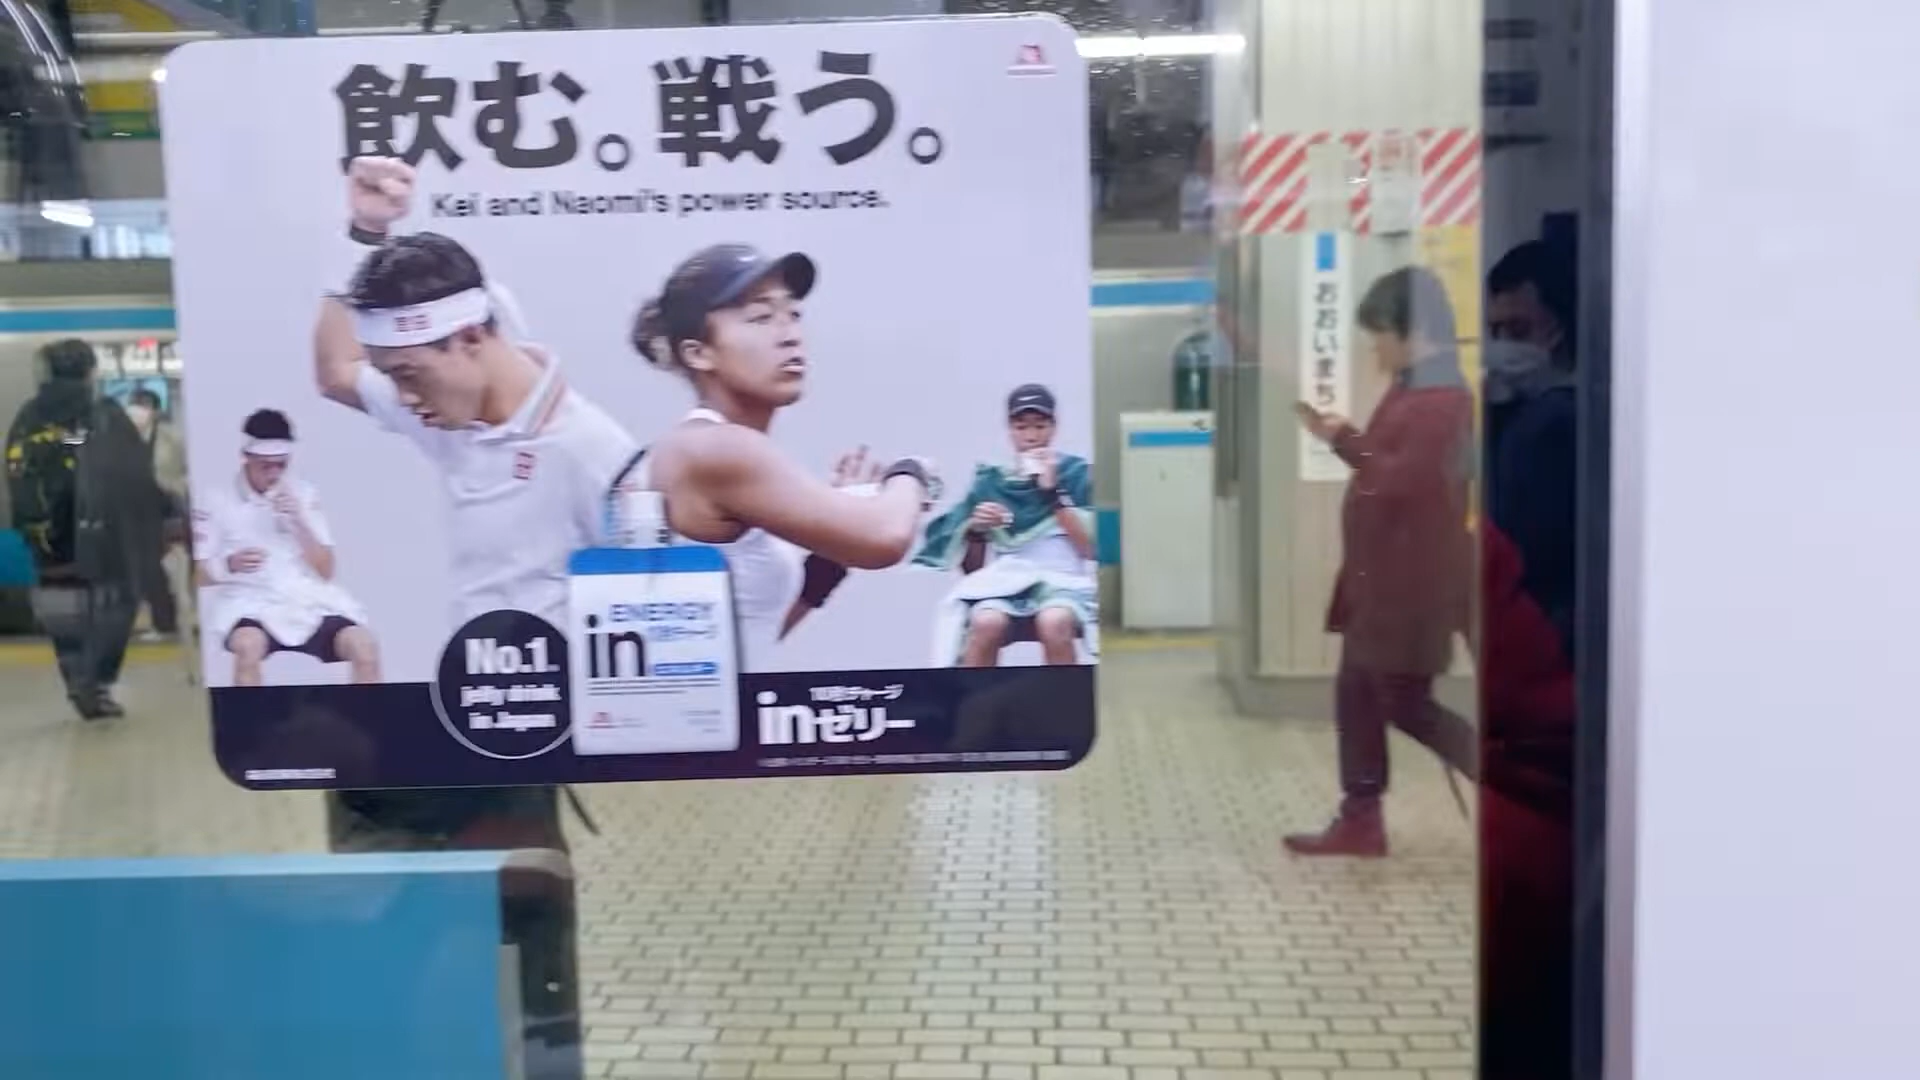 飲む。戦う。
Kei and Naomi's power source.
おおいまち
No.1
jelly drink
in Japan
ENERGY
in
inゼリー